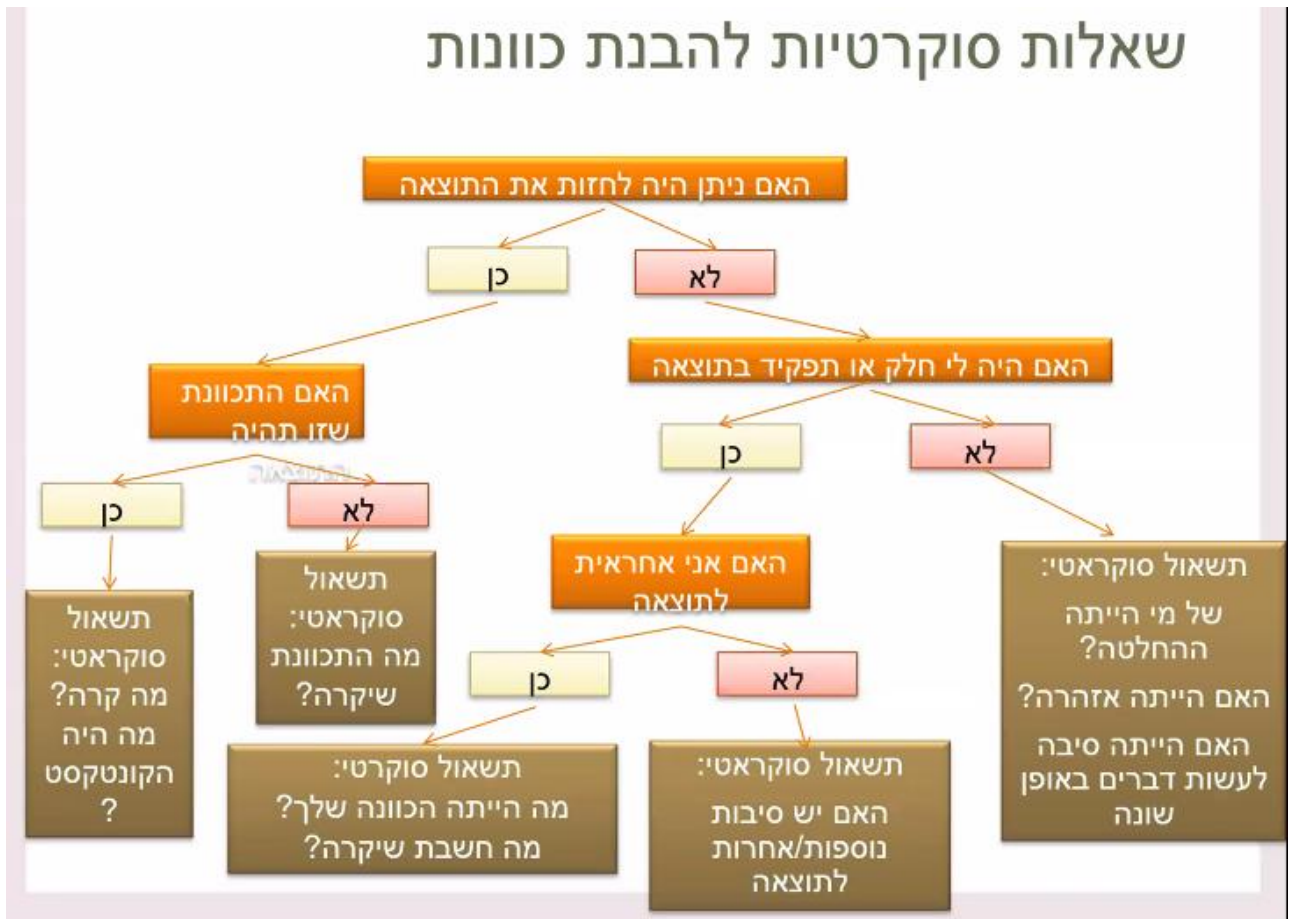 שאלות סוקרטיות להבנת כוונות
האם ניתן היה לחזות את התוצאה
כן
לא
האם היה לי חלק או תפקיד בתוצאה
האם התכוונת
שזו תהיה
התוצאה
כן
לא
כן
לא
תשאול
סוקראטי:
מה קרה?
מה היה
הקונטקסט
?
תשאול
סוקראטי:
מה התכוונת
שיקרה?
האם אני אחראית
לתוצאה
כן
לא
תשאול סוקרטי:
מה הייתה הכוונה שלך?
מה חשבת שיקרה?
תשאול סוקראטי:
האם יש סיבות
נוספות/אחרות
לתוצאה
תשאול סוקראטי:
של מי הייתה
ההחלטה?
האם הייתה אזהרה?
האם הייתה סיבה
לעשות דברים באופן
שונה